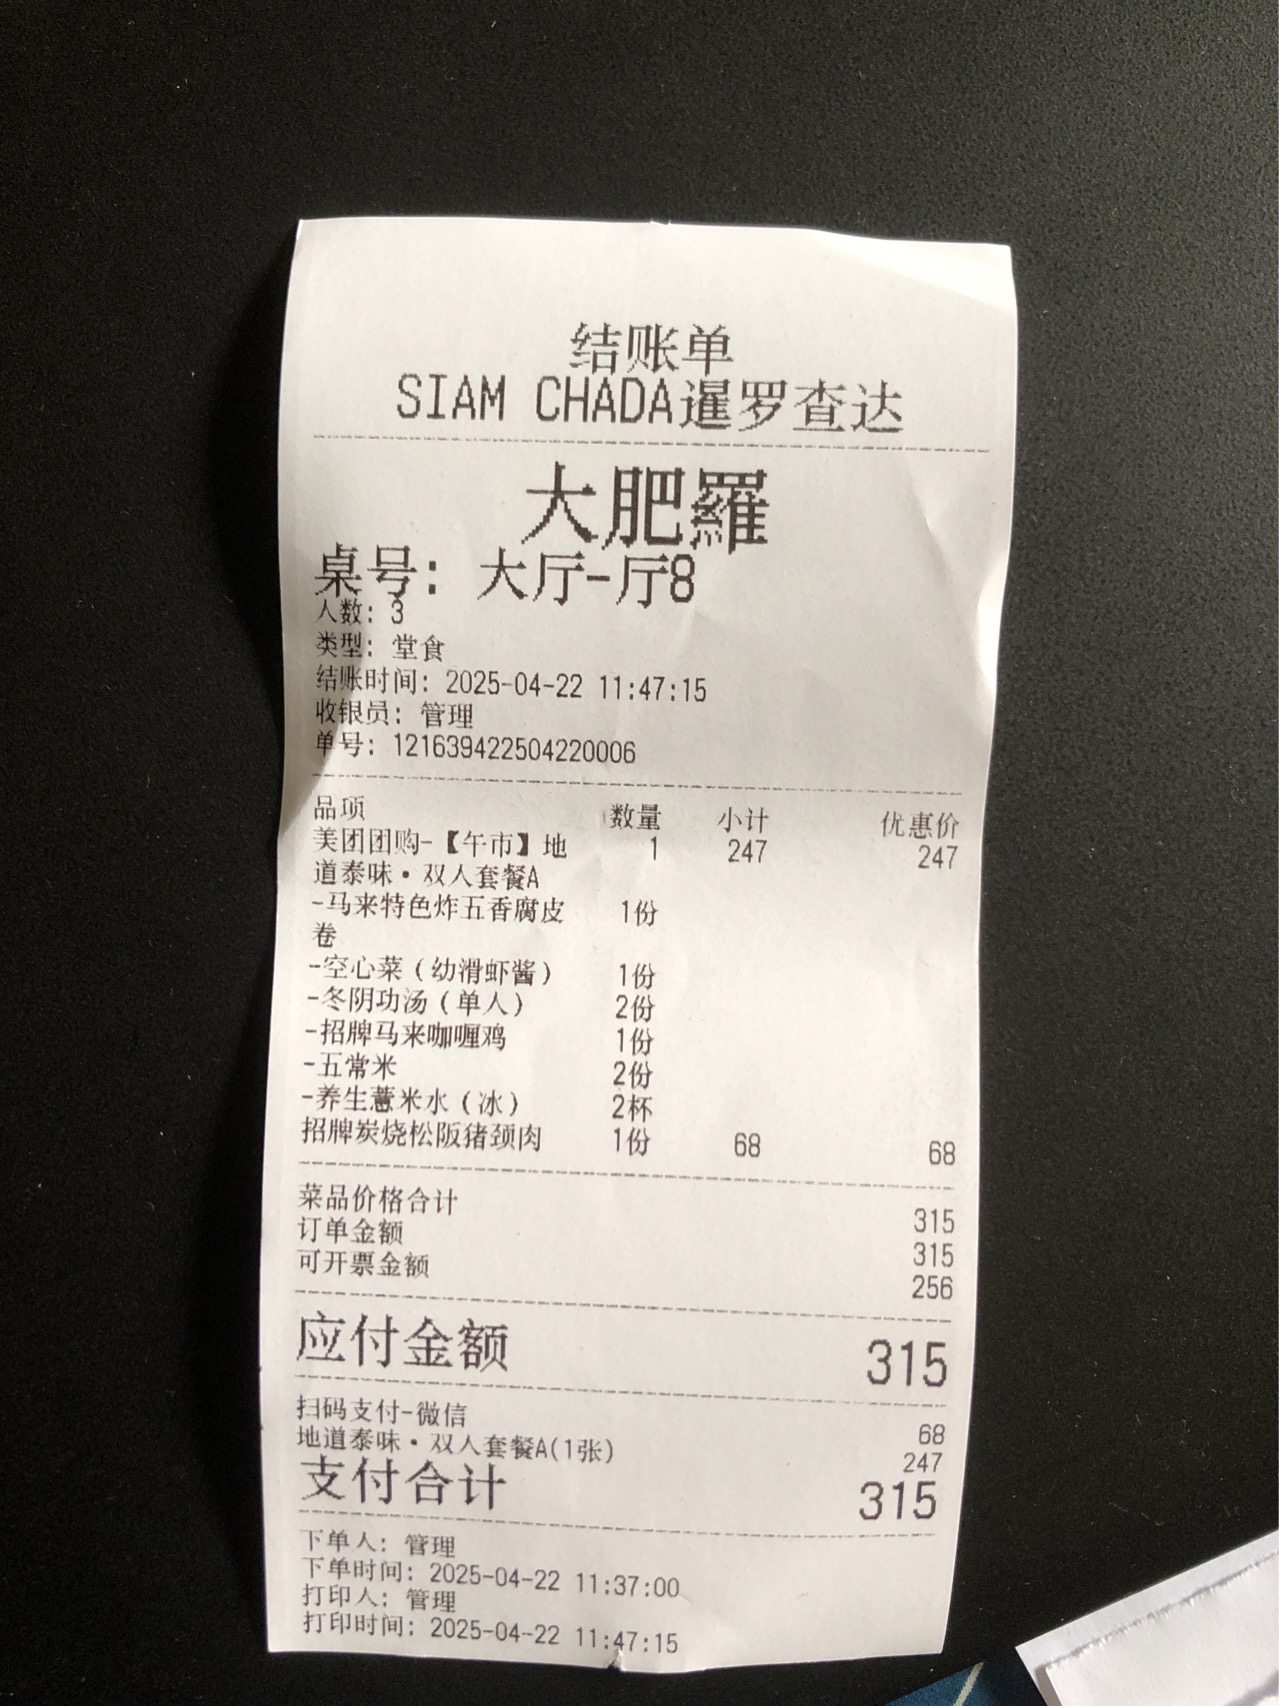 结账单
SIAM CHADA暹罗查达
大肥羅
桌号: 大厅-厅8
人数: 3
类型: 堂食
结账时间: 2025-04-22 11:47:15
收银员: 管理
单号: 121639422504220006
品项 数量 小计 优惠价
美团团购-【午市】地 1 247 247
道泰味·双人套餐A
-马来特色炸五香腐皮 1份
卷
-空心菜(幼滑虾酱) 1份
-冬阴功汤(单人) 2份
-招牌马来咖喱鸡 1份
-五常米 2份
-养生薏米水(冰) 2杯
招牌炭烧松阪猪颈肉 1份 68 68
菜品价格合计 315
订单金额 315
可开票金额 256
应付金额 315
扫码支付-微信 68
地道泰味·双人套餐A(1张) 247
支付合计 315
下单人: 管理
下单时间: 2025-04-22 11:37:00
打印人: 管理
打印时间: 2025-04-22 11:47:15